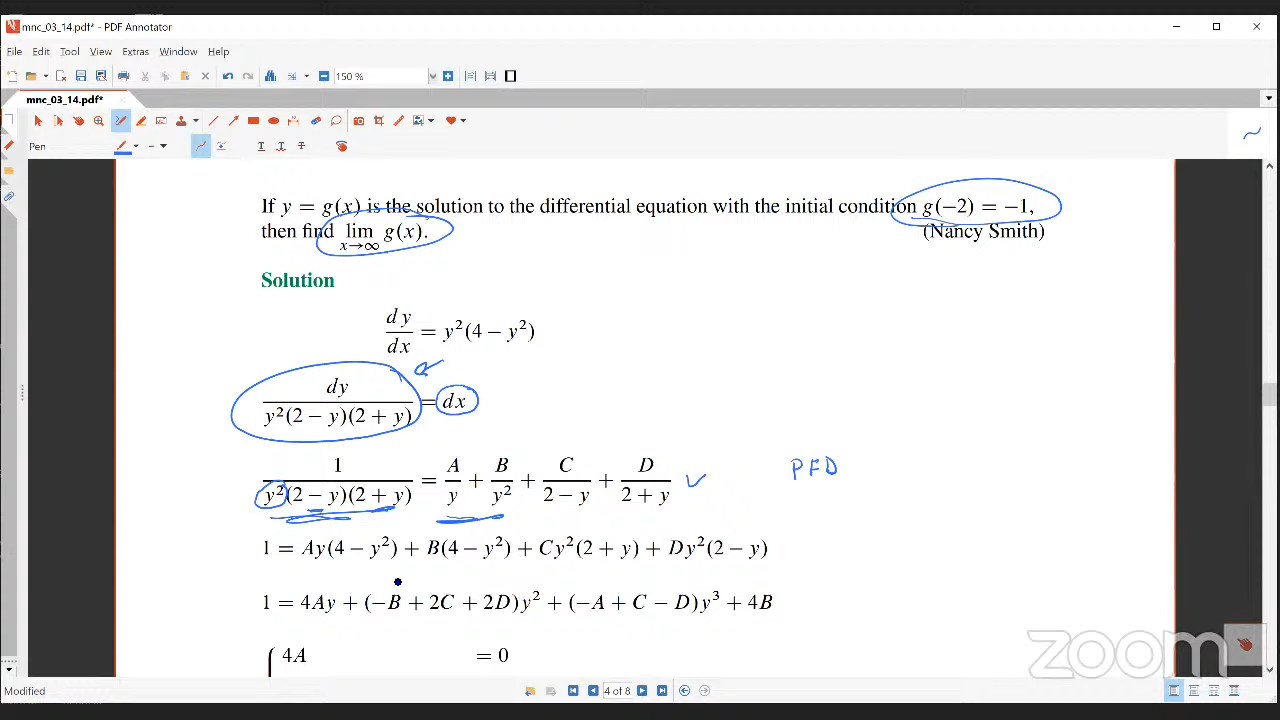 mnc_03_14.pdf* - PDF Annotator
File Edit Tool View Extras Window Help
150 %
mnc_03_14.pdf*
Pen
If y = g(x) is the solution to the differential equation with the initial condition g(−2) = −1,
then find lim x→∞ g(x). (Nancy Smith)
Solution
dy/dx = y²(4 − y²)
dy/(y²(2 − y)(2 + y)) = dx
1/(y²(2 − y)(2 + y)) = A/y + B/y² + C/(2 − y) + D/(2 + y) ✓ PFD
1 = Ay(4 − y²) + B(4 − y²) + Cy²(2 + y) + Dy²(2 − y)
1 = 4Ay + (−B + 2C + 2D)y² + (−A + C − D)y³ + 4B
{ 4A = 0
zoom
Modified 4 of 8